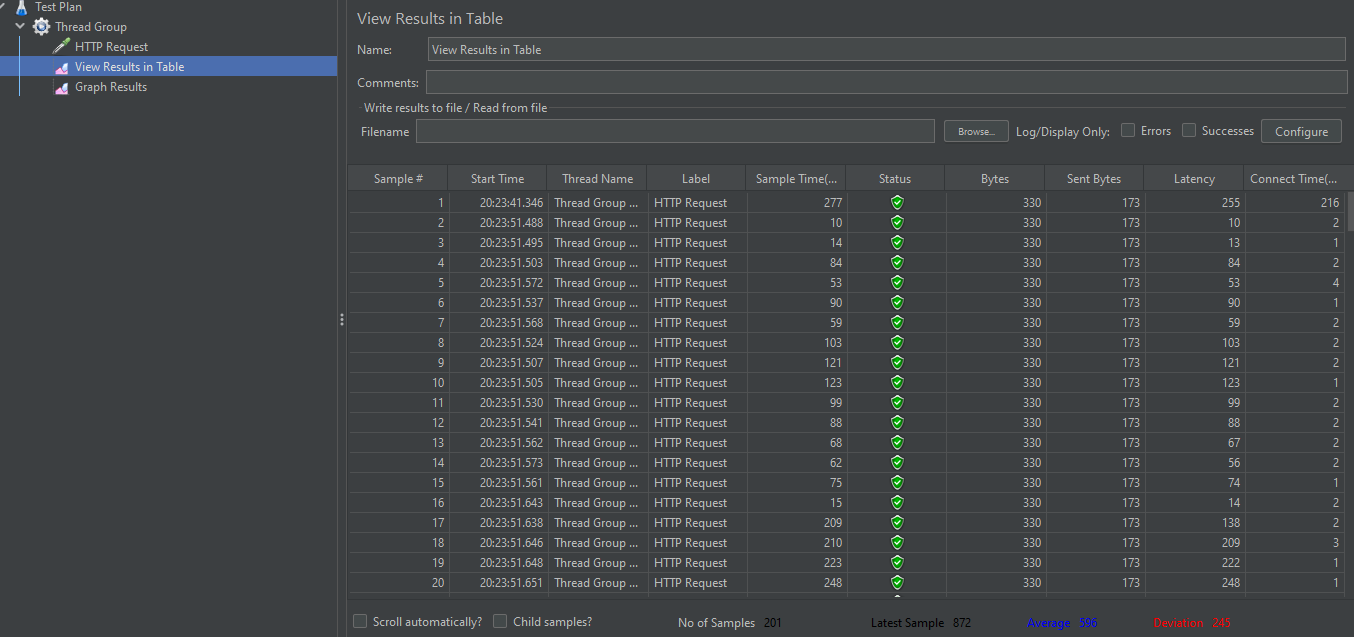 Test Plan
Thread Group
HTTP Request
View Results in Table
Graph Results
View Results in Table
Name: View Results in Table
Comments:
Write results to file / Read from file
Filename Browse... Log/Display Only: Errors Successes Configure
Sample # Start Time Thread Name Label Sample Time(... Status Bytes Sent Bytes Latency Connect Time(...
1 20:23:41.346 Thread Group ... HTTP Request 277 330 173 255 216
2 20:23:51.488 Thread Group ... HTTP Request 10 330 173 10 2
3 20:23:51.495 Thread Group ... HTTP Request 14 330 173 13 1
4 20:23:51.503 Thread Group ... HTTP Request 84 330 173 84 2
5 20:23:51.572 Thread Group ... HTTP Request 53 330 173 53 4
6 20:23:51.537 Thread Group ... HTTP Request 90 330 173 90 1
7 20:23:51.568 Thread Group ... HTTP Request 59 330 173 59 2
8 20:23:51.524 Thread Group ... HTTP Request 103 330 173 103 2
9 20:23:51.507 Thread Group ... HTTP Request 121 330 173 121 2
10 20:23:51.505 Thread Group ... HTTP Request 123 330 173 123 1
11 20:23:51.530 Thread Group ... HTTP Request 99 330 173 99 2
12 20:23:51.541 Thread Group ... HTTP Request 88 330 173 88 2
13 20:23:51.562 Thread Group ... HTTP Request 68 330 173 67 2
14 20:23:51.573 Thread Group ... HTTP Request 62 330 173 56 2
15 20:23:51.561 Thread Group ... HTTP Request 75 330 173 74 1
16 20:23:51.643 Thread Group ... HTTP Request 15 330 173 14 2
17 20:23:51.638 Thread Group ... HTTP Request 209 330 173 138 2
18 20:23:51.646 Thread Group ... HTTP Request 210 330 173 209 3
19 20:23:51.648 Thread Group ... HTTP Request 223 330 173 222 1
20 20:23:51.651 Thread Group ... HTTP Request 248 330 173 248 1
Scroll automatically? Child samples? No of Samples 201 Latest Sample 872 Average 596 Deviation 245